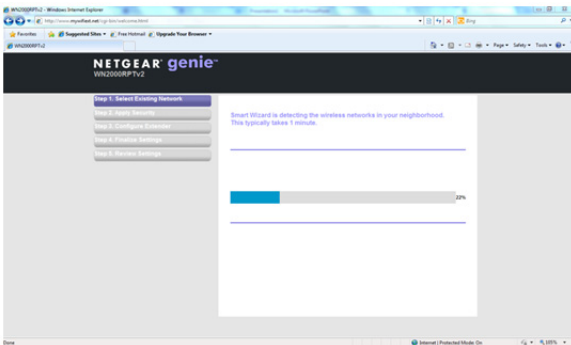 WN2000RPTv2 - Windows Internet Explorer
http://www.mywifiext.net/cgi-bin/welcome.html
Bing
Favorites Suggested Sites Free Hotmail Upgrade Your Browser
WN2000RPTv2
Page Safety Tools
NETGEAR genie
WN2000RPTv2
Step 1. Select Existing Network
Step 2. Apply Security
Step 3. Configure Extender
Step 4. Finalize Settings
Step 5. Review Settings
Smart Wizard is detecting the wireless networks in your neighborhood.
This typically takes 1 minute.
22%
Done
Internet | Protected Mode: On
105%